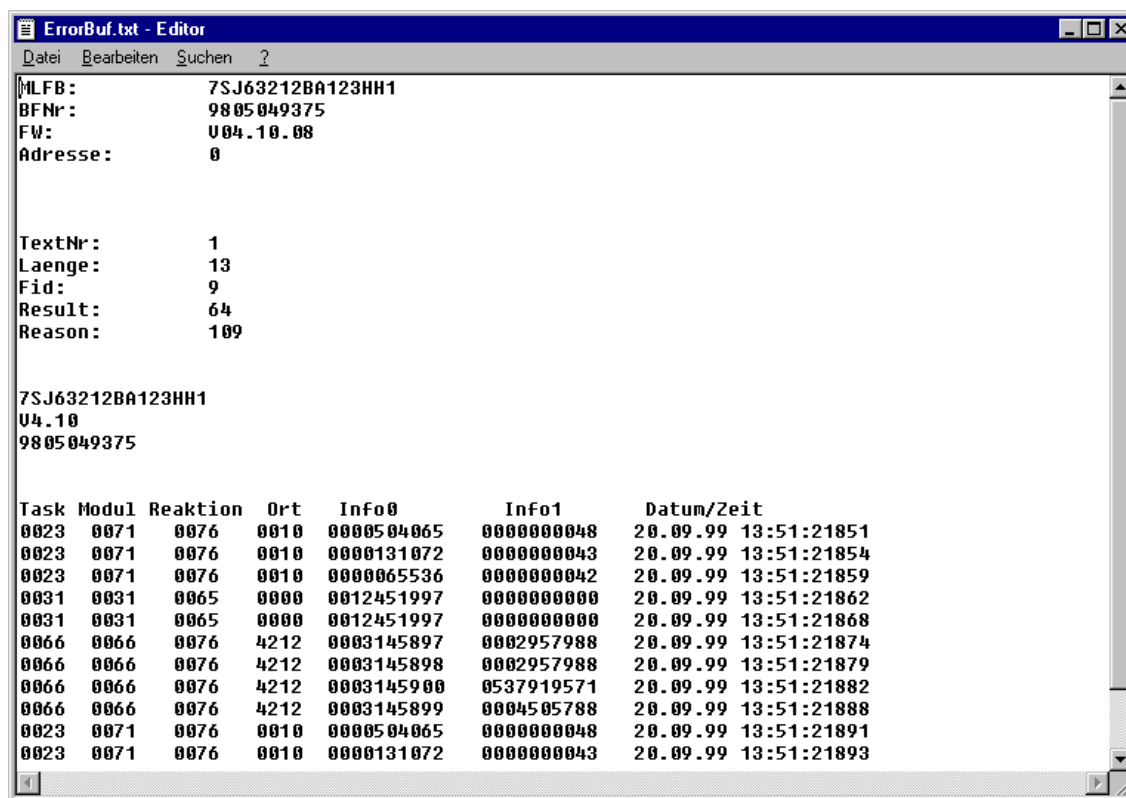 ErrorBuf.txt - Editor
Datei Bearbeiten Suchen ?
MLFB: 7SJ63212BA123HH1
BFNr: 9805049375
FW: V04.10.08
Adresse: 0
TextNr: 1
Laenge: 13
Fid: 9
Result: 64
Reason: 109
7SJ63212BA123HH1
V4.10
9805049375
Task Modul Reaktion Ort Info0 Info1 Datum/Zeit
0023 0071 0076 0010 0000504065 0000000048 20.09.99 13:51:21851
0023 0071 0076 0010 0000131072 0000000043 20.09.99 13:51:21854
0023 0071 0076 0010 0000065536 0000000042 20.09.99 13:51:21859
0031 0031 0065 0000 0012451997 0000000000 20.09.99 13:51:21862
0031 0031 0065 0000 0012451997 0000000000 20.09.99 13:51:21868
0066 0066 0076 4212 0003145897 0002957988 20.09.99 13:51:21874
0066 0066 0076 4212 0003145898 0002957988 20.09.99 13:51:21879
0066 0066 0076 4212 0003145900 0537919571 20.09.99 13:51:21882
0066 0066 0076 4212 0003145899 0004505788 20.09.99 13:51:21888
0023 0071 0076 0010 0000504065 0000000048 20.09.99 13:51:21891
0023 0071 0076 0010 0000131072 0000000043 20.09.99 13:51:21893